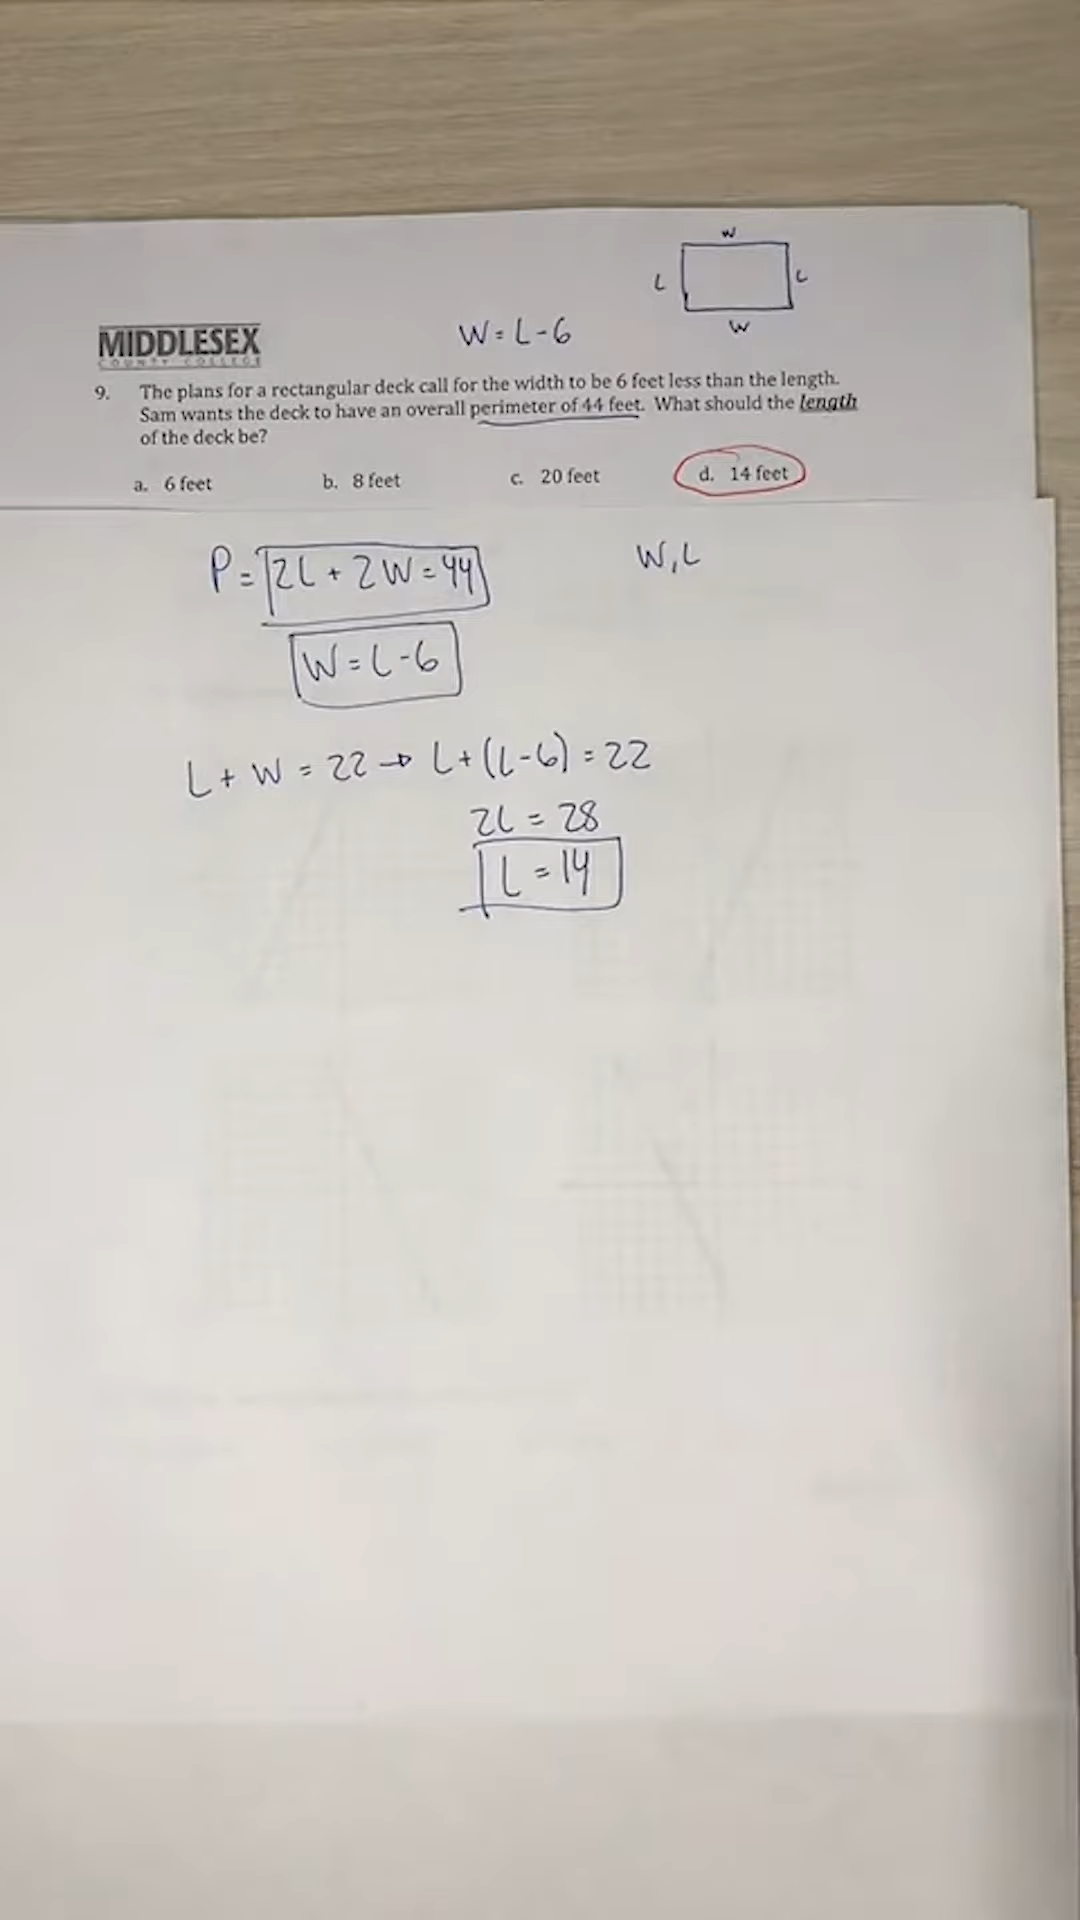 W
L
L
W
W = L - 6
MIDDLESEX
COUNTY COLLEGE
9. The plans for a rectangular deck call for the width to be 6 feet less than the length.
Sam wants the deck to have an overall perimeter of 44 feet. What should the length
of the deck be?
a. 6 feet b. 8 feet c. 20 feet d. 14 feet
P = 2L + 2W = 44 W, L
W = L - 6
L + W = 22 → L + (L - 6) = 22
2L = 28
L = 14